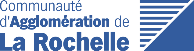 Communauté
d'Agglomération de
La Rochelle